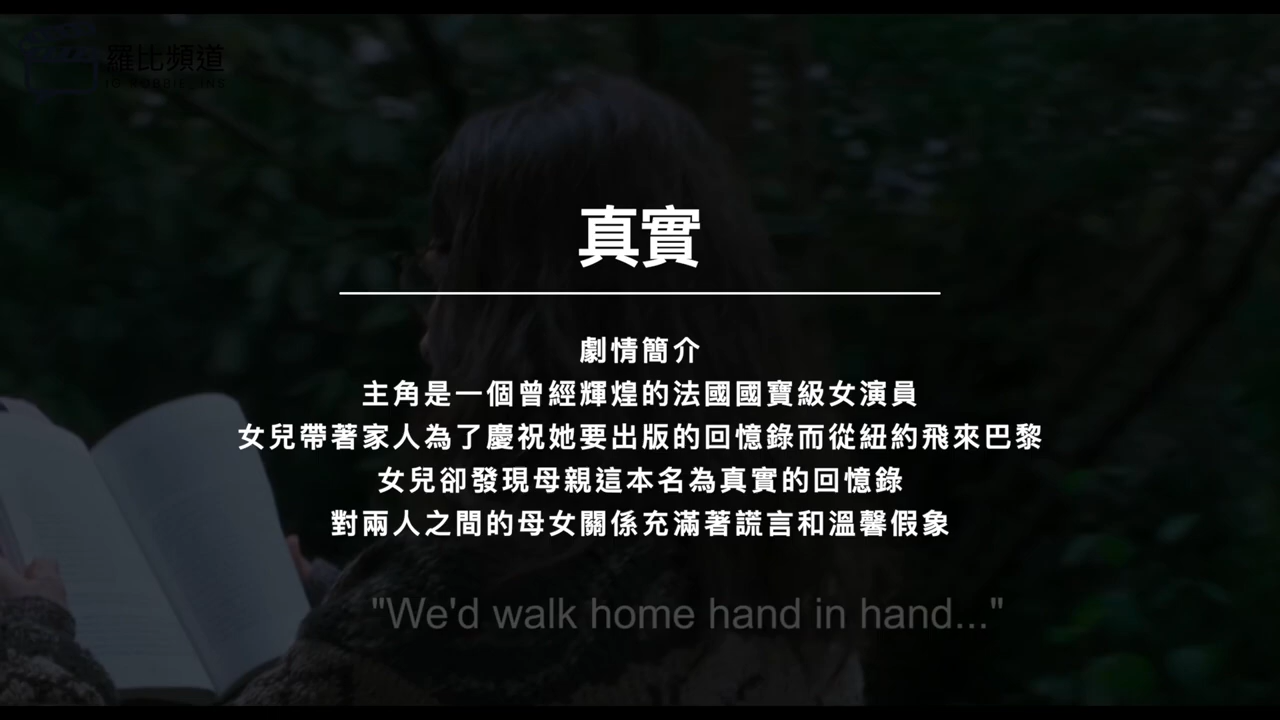 羅比頻道
真實
劇情簡介
主角是一個曾經輝煌的法國國寶級女演員
女兒帶著家人為了慶祝她要出版的回憶錄而從紐約飛來巴黎
女兒卻發現母親這本名為真實的回憶錄
對兩人之間的母女關係充滿著謊言和溫馨假象
"We'd walk home hand in hand..."